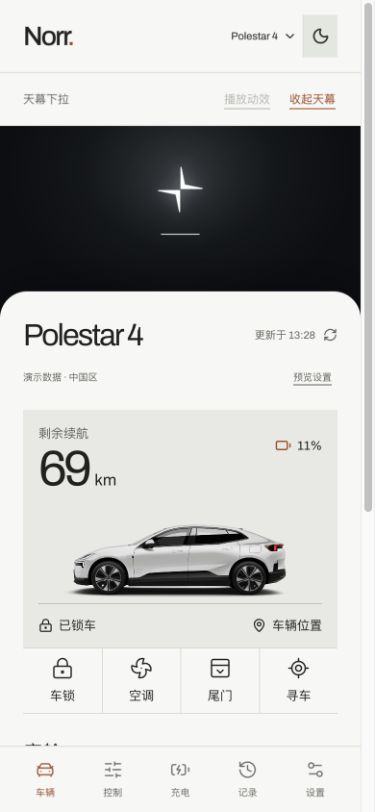 Norr.
Polestar 4
天幕下拉
播放动效 收起天幕
Polestar 4
更新于 13:28
演示数据 · 中国区
预览设置
剩余续航
11%
69 km
已锁车
车辆位置
车锁 空调 尾门 寻车
车辆 控制 充电 记录 设置